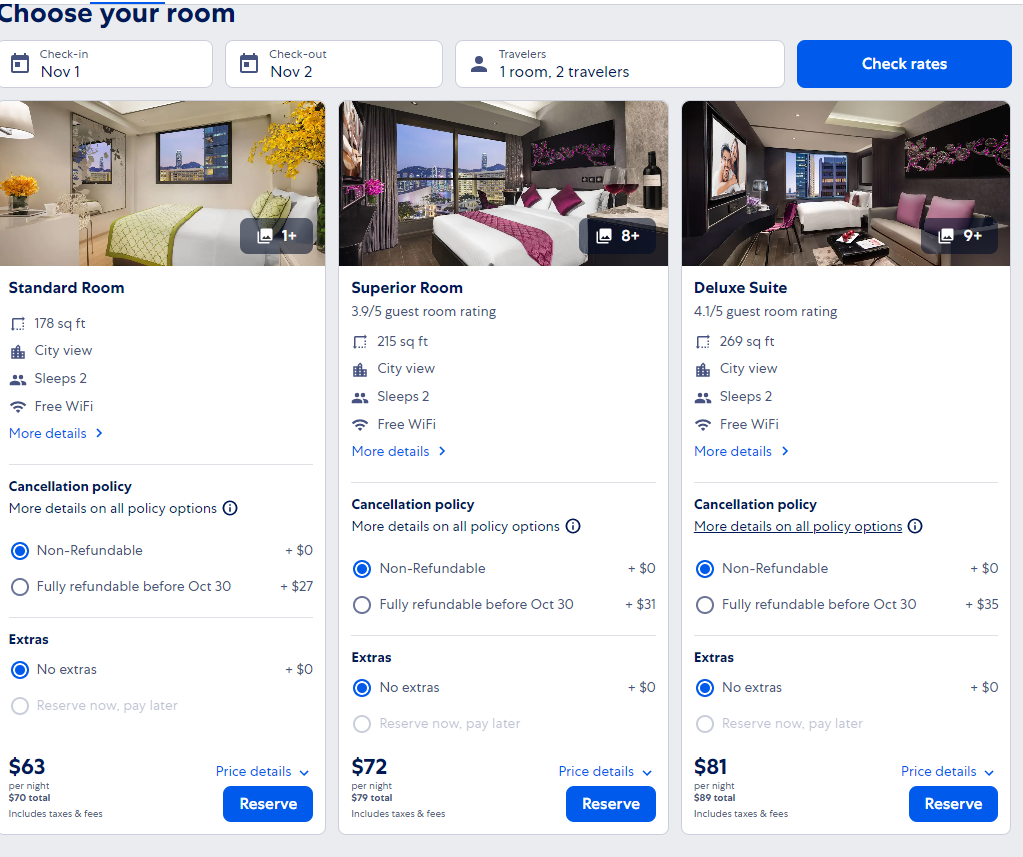 Choose your room
Check-in
Nov 1
Check-out
Nov 2
Travelers
1 room, 2 travelers
Check rates
1+
Standard Room
178 sq ft
City view
Sleeps 2
Free WiFi
More details
Cancellation policy
More details on all policy options
Non-Refundable + $0
Fully refundable before Oct 30 + $27
Extras
No extras + $0
Reserve now, pay later
$63
per night
$70 total
Includes taxes & fees
Price details
Reserve
8+
Superior Room
3.9/5 guest room rating
215 sq ft
City view
Sleeps 2
Free WiFi
More details
Cancellation policy
More details on all policy options
Non-Refundable + $0
Fully refundable before Oct 30 + $31
Extras
No extras + $0
Reserve now, pay later
$72
per night
$79 total
Includes taxes & fees
Price details
Reserve
9+
Deluxe Suite
4.1/5 guest room rating
269 sq ft
City view
Sleeps 2
Free WiFi
More details
Cancellation policy
More details on all policy options
Non-Refundable + $0
Fully refundable before Oct 30 + $35
Extras
No extras + $0
Reserve now, pay later
$81
per night
$89 total
Includes taxes & fees
Price details
Reserve